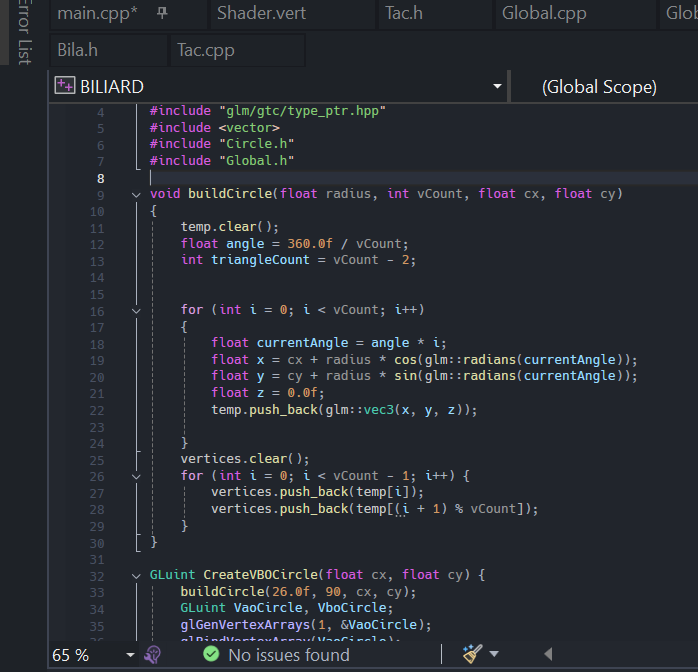 Error List
main.cpp*
Shader.vert
Tac.h
Global.cpp
Glob
Bila.h
Tac.cpp
BILIARD
(Global Scope)
4 #include "glm/gtc/type_ptr.hpp"
5 #include <vector>
6 #include "Circle.h"
7 #include "Global.h"
8
9 void buildCircle(float radius, int vCount, float cx, float cy)
10 {
11 temp.clear();
12 float angle = 360.0f / vCount;
13 int triangleCount = vCount - 2;
14
15
16 for (int i = 0; i < vCount; i++)
17 {
18 float currentAngle = angle * i;
19 float x = cx + radius * cos(glm::radians(currentAngle));
20 float y = cy + radius * sin(glm::radians(currentAngle));
21 float z = 0.0f;
22 temp.push_back(glm::vec3(x, y, z));
23
24 }
25 vertices.clear();
26 for (int i = 0; i < vCount - 1; i++) {
27 vertices.push_back(temp[i]);
28 vertices.push_back(temp[(i + 1) % vCount]);
29 }
30 }
31
32 GLuint CreateVBOCircle(float cx, float cy) {
33 buildCircle(26.0f, 90, cx, cy);
34 GLuint VaoCircle, VboCircle;
35 glGenVertexArrays(1, &VaoCircle);
36 glBindVertexArray(VaoCircle);
65 %
No issues found